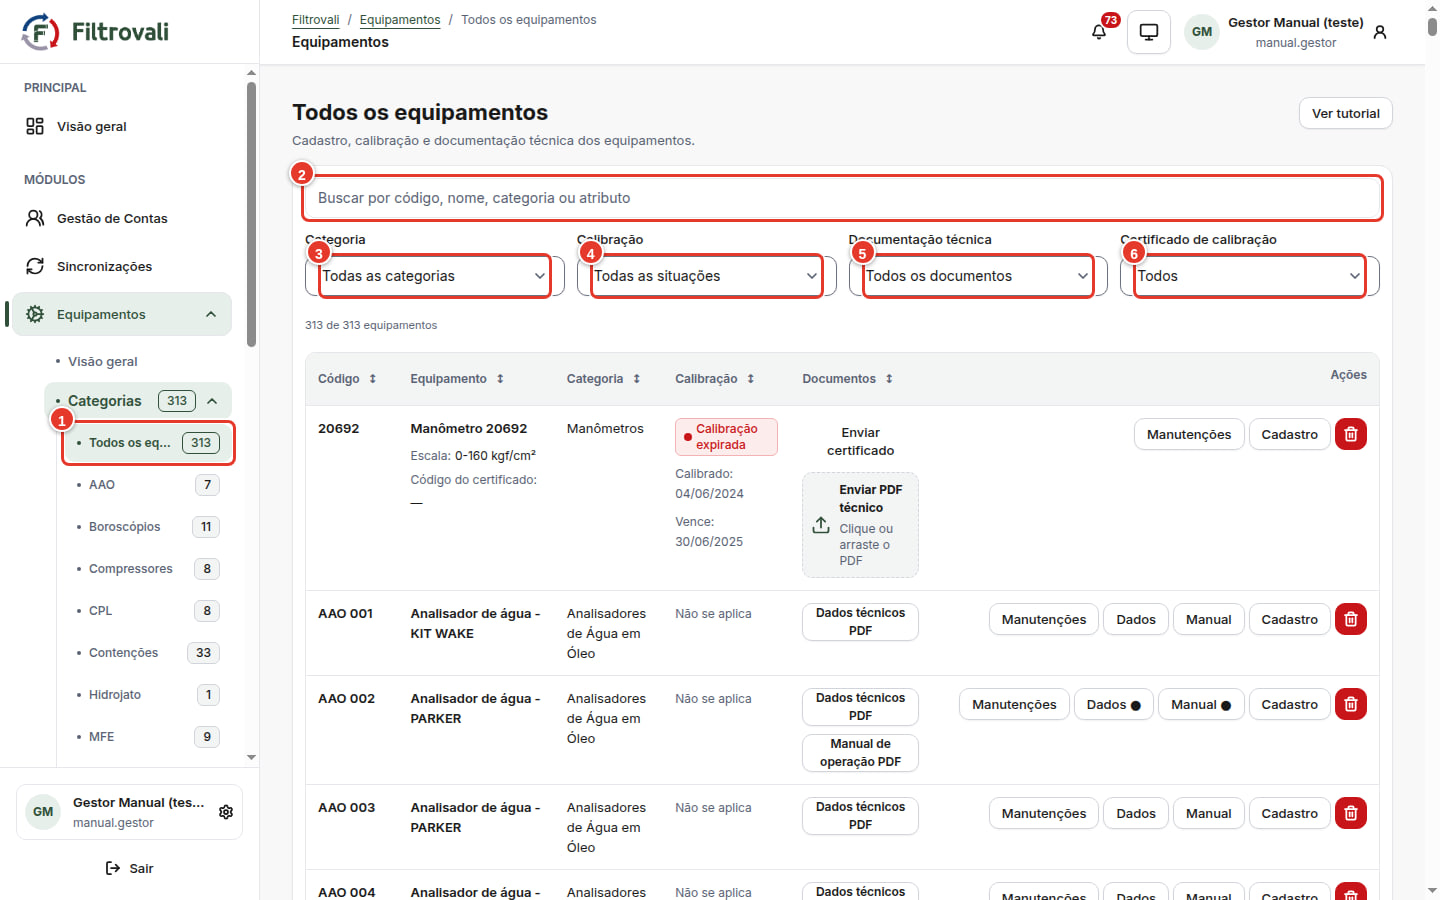 Filtrovali
PRINCIPAL
Visão geral
MÓDULOS
Gestão de Contas
Sincronizações
Equipamentos
Visão geral
Categorias 313
1
Todos os eq... 313
AAO 7
Boroscópios 11
Compressores 8
CPL 8
Contenções 33
Hidrojato 1
MFE 9
GM
Gestor Manual (tes...
manual.gestor
Sair
Filtrovali / Equipamentos / Todos os equipamentos
Equipamentos
73
GM
Gestor Manual (teste)
manual.gestor
Todos os equipamentos
Cadastro, calibração e documentação técnica dos equipamentos.
Ver tutorial
2
Buscar por código, nome, categoria ou atributo
Categoria Calibração Documentação técnica Certificado de calibração
3 4 5 6
Todas as categorias Todas as situações Todos os documentos Todos
313 de 313 equipamentos
Código Equipamento Categoria Calibração Documentos Ações
20692
Manômetro 20692
Escala: 0-160 kgf/cm²
Código do certificado:
—
Manômetros
Calibração
expirada
Calibrado:
04/06/2024
Vence:
30/06/2025
Enviar
certificado
Enviar PDF
técnico
Clique ou
arraste o
PDF
Manutenções Cadastro
AAO 001
Analisador de água -
KIT WAKE
Analisadores
de Água em
Óleo
Não se aplica
Dados técnicos
PDF
Manutenções Dados Manual Cadastro
AAO 002
Analisador de água -
PARKER
Analisadores
de Água em
Óleo
Não se aplica
Dados técnicos
PDF
Manual de
operação PDF
Manutenções Dados ● Manual ● Cadastro
AAO 003
Analisador de água -
PARKER
Analisadores
de Água em
Óleo
Não se aplica
Dados técnicos
PDF
Manutenções Dados Manual Cadastro
AAO 004
Analisador de água -
Analisadores
Não se aplica
Dados técnicos
Manutenções Dados Manual Cadastro